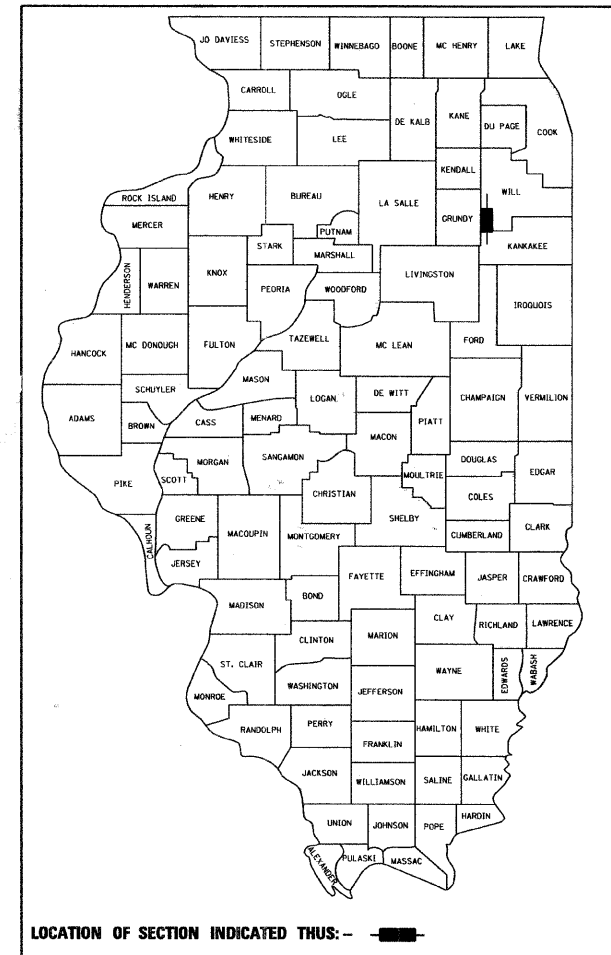 JO DAVIESS STEPHENSON WINNEBAGO BOONE MC HENRY LAKE
CARROLL OGLE DE KALB KANE DU PAGE COOK
WHITESIDE LEE KENDALL WILL
ROCK ISLAND HENRY BUREAU LA SALLE GRUNDY
MERCER PUTNAM KANKAKEE
STARK MARSHALL LIVINGSTON
HENDERSON WARREN KNOX PEORIA WOODFORD IROQUOIS
HANCOCK MC DONOUGH FULTON TAZEWELL MC LEAN FORD
SCHUYLER MASON LOGAN DE WITT CHAMPAIGN VERMILION
ADAMS BROWN CASS MENARD MACON PIATT
PIKE SCOTT MORGAN SANGAMON MOULTRIE DOUGLAS EDGAR
CHRISTIAN COLES
CALHOUN GREENE MACOUPIN MONTGOMERY SHELBY CUMBERLAND CLARK
JERSEY FAYETTE EFFINGHAM JASPER CRAWFORD
MADISON BOND CLAY RICHLAND LAWRENCE
CLINTON MARION
ST. CLAIR WAYNE EDWARDS WABASH
MONROE WASHINGTON JEFFERSON
RANDOLPH PERRY HAMILTON WHITE
FRANKLIN
JACKSON WILLIAMSON SALINE GALLATIN
UNION JOHNSON POPE HARDIN
ALEXANDER PULASKI MASSAC
LOCATION OF SECTION INDICATED THUS: -